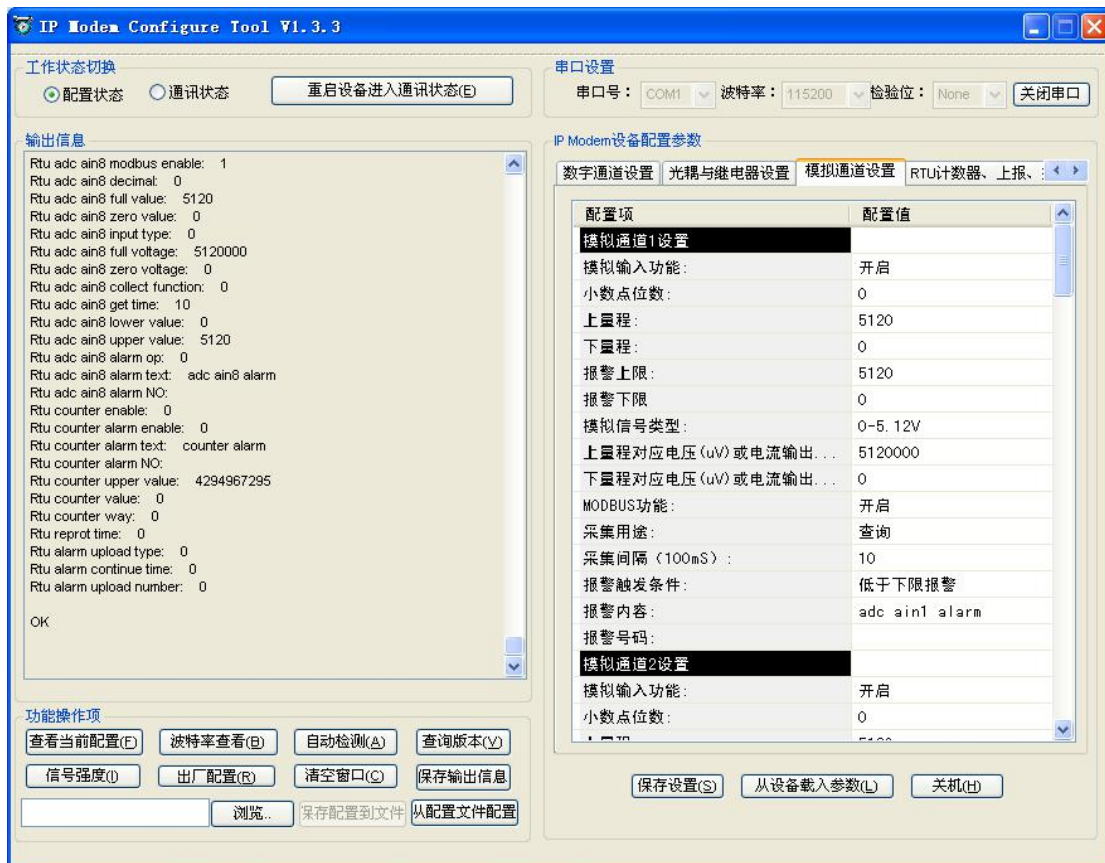 IP Modem Configure Tool V1.3.3
工作状态切换
配置状态 通讯状态 重启设备进入通讯状态(E)
串口设置
串口号： COM1 波特率： 115200 检验位： None 关闭串口
输出信息
Rtu adc ain8 modbus enable: 1
Rtu adc ain8 decimal: 0
Rtu adc ain8 full value: 5120
Rtu adc ain8 zero value: 0
Rtu adc ain8 input type: 0
Rtu adc ain8 full voltage: 5120000
Rtu adc ain8 zero voltage: 0
Rtu adc ain8 collect function: 0
Rtu adc ain8 get time: 10
Rtu adc ain8 lower value: 0
Rtu adc ain8 upper value: 5120
Rtu adc ain8 alarm op: 0
Rtu adc ain8 alarm text: adc ain8 alarm
Rtu adc ain8 alarm NO:
Rtu counter enable: 0
Rtu counter alarm enable: 0
Rtu counter alarm text: counter alarm
Rtu counter alarm NO:
Rtu counter upper value: 4294967295
Rtu counter value: 0
Rtu counter way: 0
Rtu reprot time: 0
Rtu alarm upload type: 0
Rtu alarm continue time: 0
Rtu alarm upload number: 0
OK
功能操作项
查看当前配置(F) 波特率查看(B) 自动检测(A) 查询版本(V)
信号强度(I) 出厂配置(R) 清空窗口(C) 保存输出信息
浏览.. 保存配置到文件 从配置文件配置
IP Modem设备配置参数
数字通道设置 光耦与继电器设置 模拟通道设置 RTU计数器、上报、
配置项 配置值
模拟通道1设置
模拟输入功能: 开启
小数点位数: 0
上量程: 5120
下量程: 0
报警上限: 5120
报警下限 0
模拟信号类型: 0-5.12V
上量程对应电压(uV)或电流输出... 5120000
下量程对应电压(uV)或电流输出... 0
MODBUS功能: 开启
采集用途: 查询
采集间隔（100mS）: 10
报警触发条件: 低于下限报警
报警内容: adc ain1 alarm
报警号码:
模拟通道2设置
模拟输入功能: 开启
小数点位数: 0
保存设置(S) 从设备载入参数(L) 关机(H)